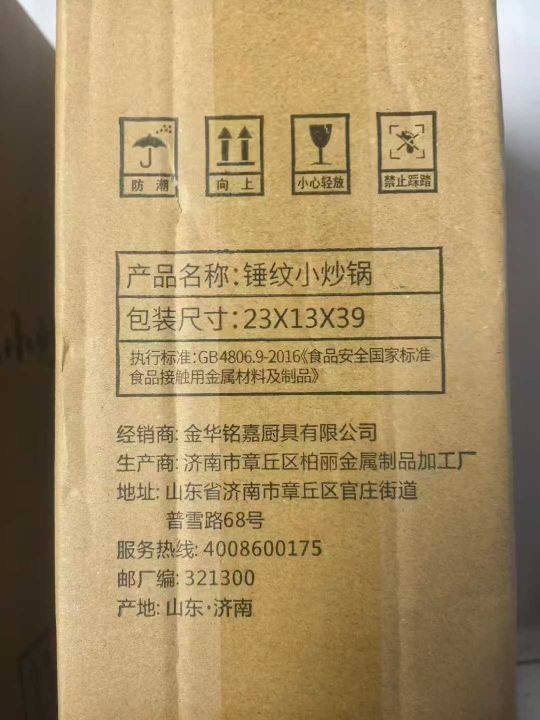 防潮 向上 小心轻放 禁止踩踏
产品名称:锤纹小炒锅
包装尺寸:23X13X39
执行标准:GB4806.9-2016《食品安全国家标准
食品接触用金属材料及制品》
经销商:金华铭嘉厨具有限公司
生产商:济南市章丘区柏丽金属制品加工厂
地址:山东省济南市章丘区官庄街道
普雪路68号
服务热线:4008600175
邮厂编:321300
产地:山东·济南